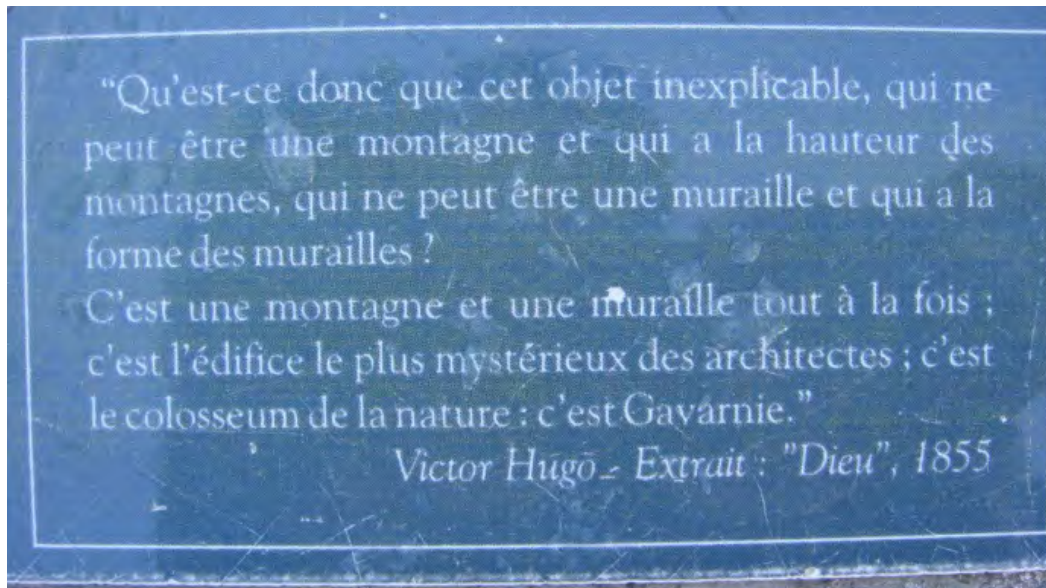 “Qu'est-ce donc que cet objet inexplicable, qui ne
peut être une montagne et qui a la hauteur des
montagnes, qui ne peut être une muraille et qui a la
forme des murailles ?
C'est une montagne et une muraille tout à la fois ;
c'est l'édifice le plus mystérieux des architectes ; c'est
le colosseum de la nature : c'est Gavarnie.”
Victor Hugo - Extrait : "Dieu", 1855